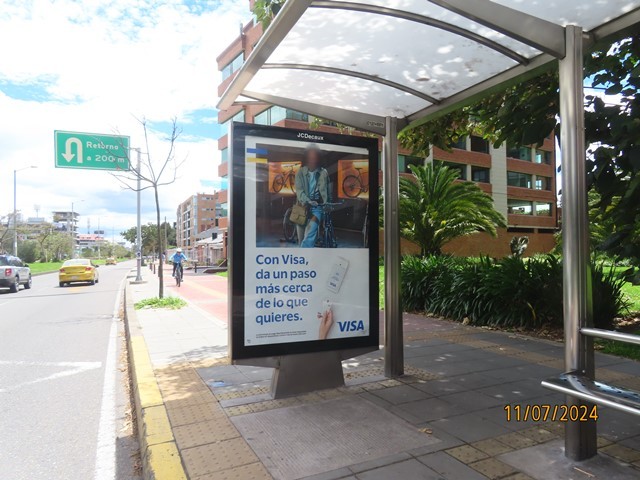 JCDecaux
Retorno
a 200 m
Con Visa,
da un paso
más cerca
de lo que
quieres.
VISA
11/07/2024